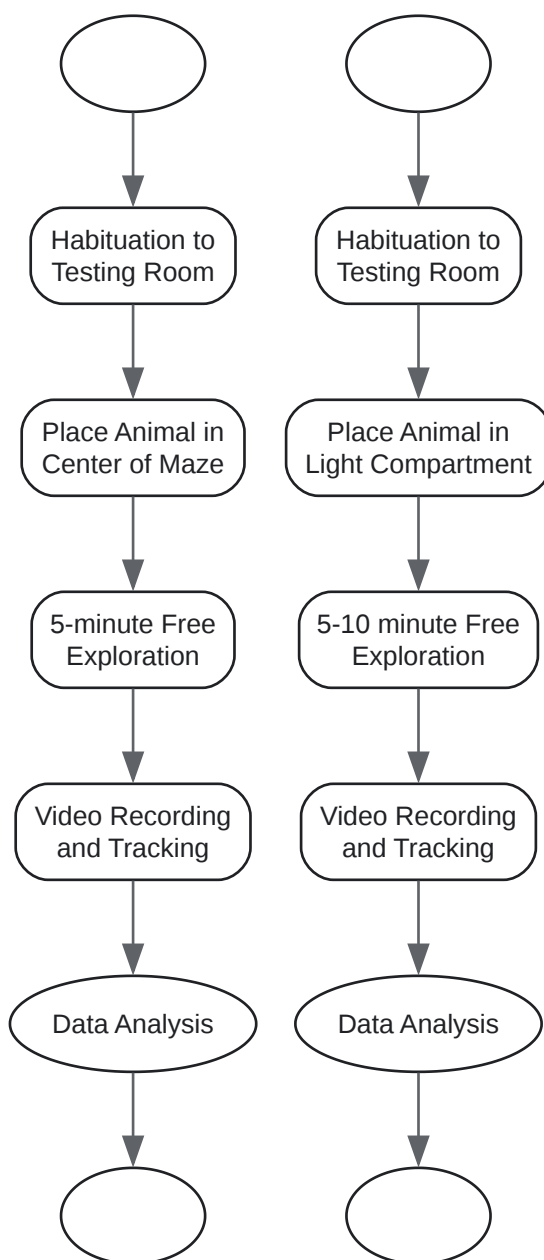 Habituation to
Testing Room
Place Animal in
Center of Maze
5-minute Free
Exploration
Video Recording
and Tracking
Data Analysis
Habituation to
Testing Room
Place Animal in
Light Compartment
5-10 minute Free
Exploration
Video Recording
and Tracking
Data Analysis